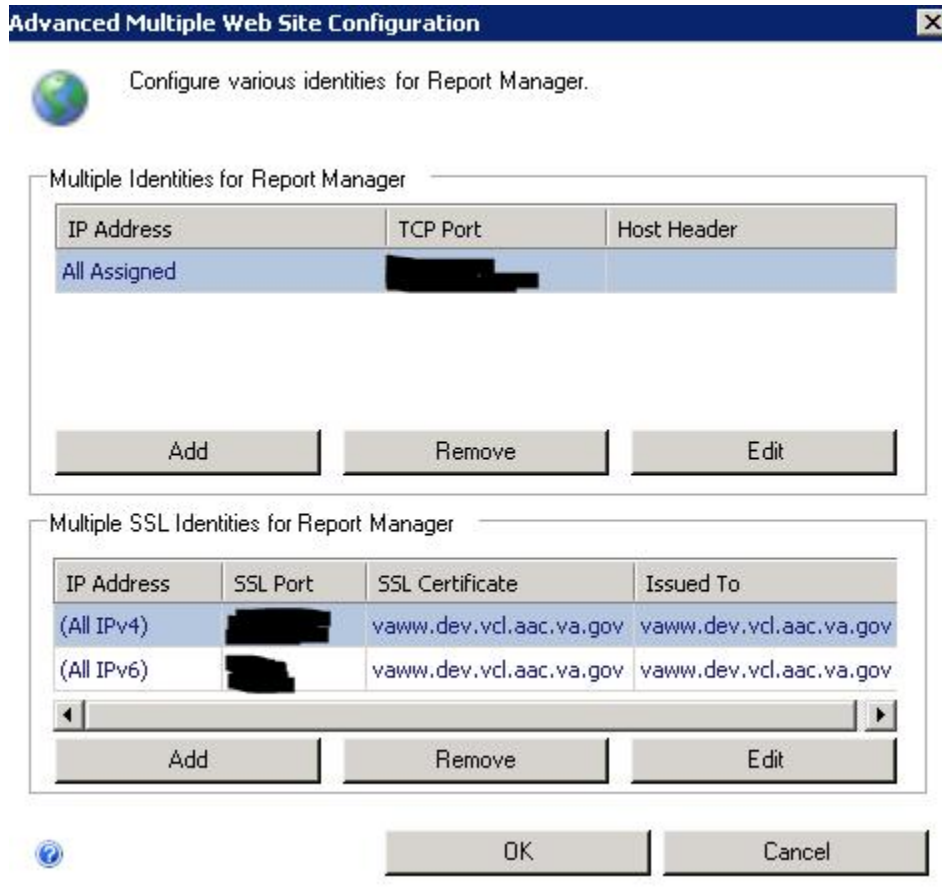 Advanced Multiple Web Site Configuration
Configure various identities for Report Manager.
Multiple Identities for Report Manager
IP Address TCP Port Host Header
All Assigned
Add Remove Edit
Multiple SSL Identities for Report Manager
IP Address SSL Port SSL Certificate Issued To
(All IPv4) vaww.dev.vcl.aac.va.gov vaww.dev.vcl.aac.va.gov
(All IPv6) vaww.dev.vcl.aac.va.gov vaww.dev.vcl.aac.va.gov
Add Remove Edit
OK Cancel